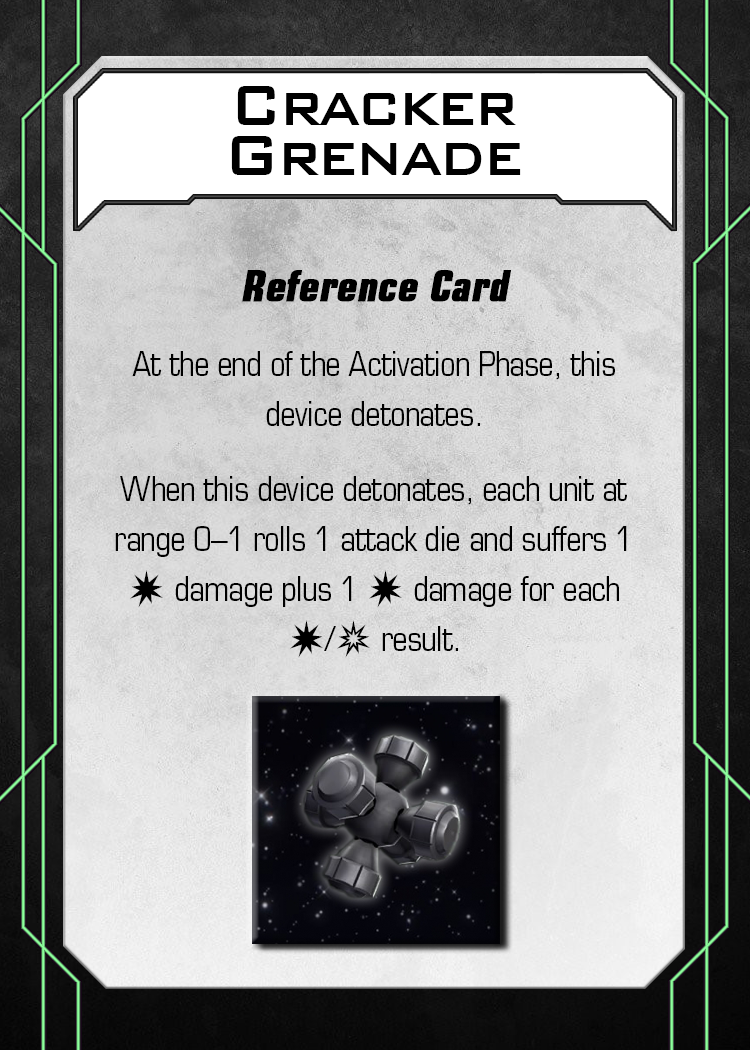 CRACKER
GRENADE
Reference Card
At the end of the Activation Phase, this
device detonates.
When this device detonates, each unit at
range 0–1 rolls 1 attack die and suffers 1
damage plus 1 damage for each
/ result.